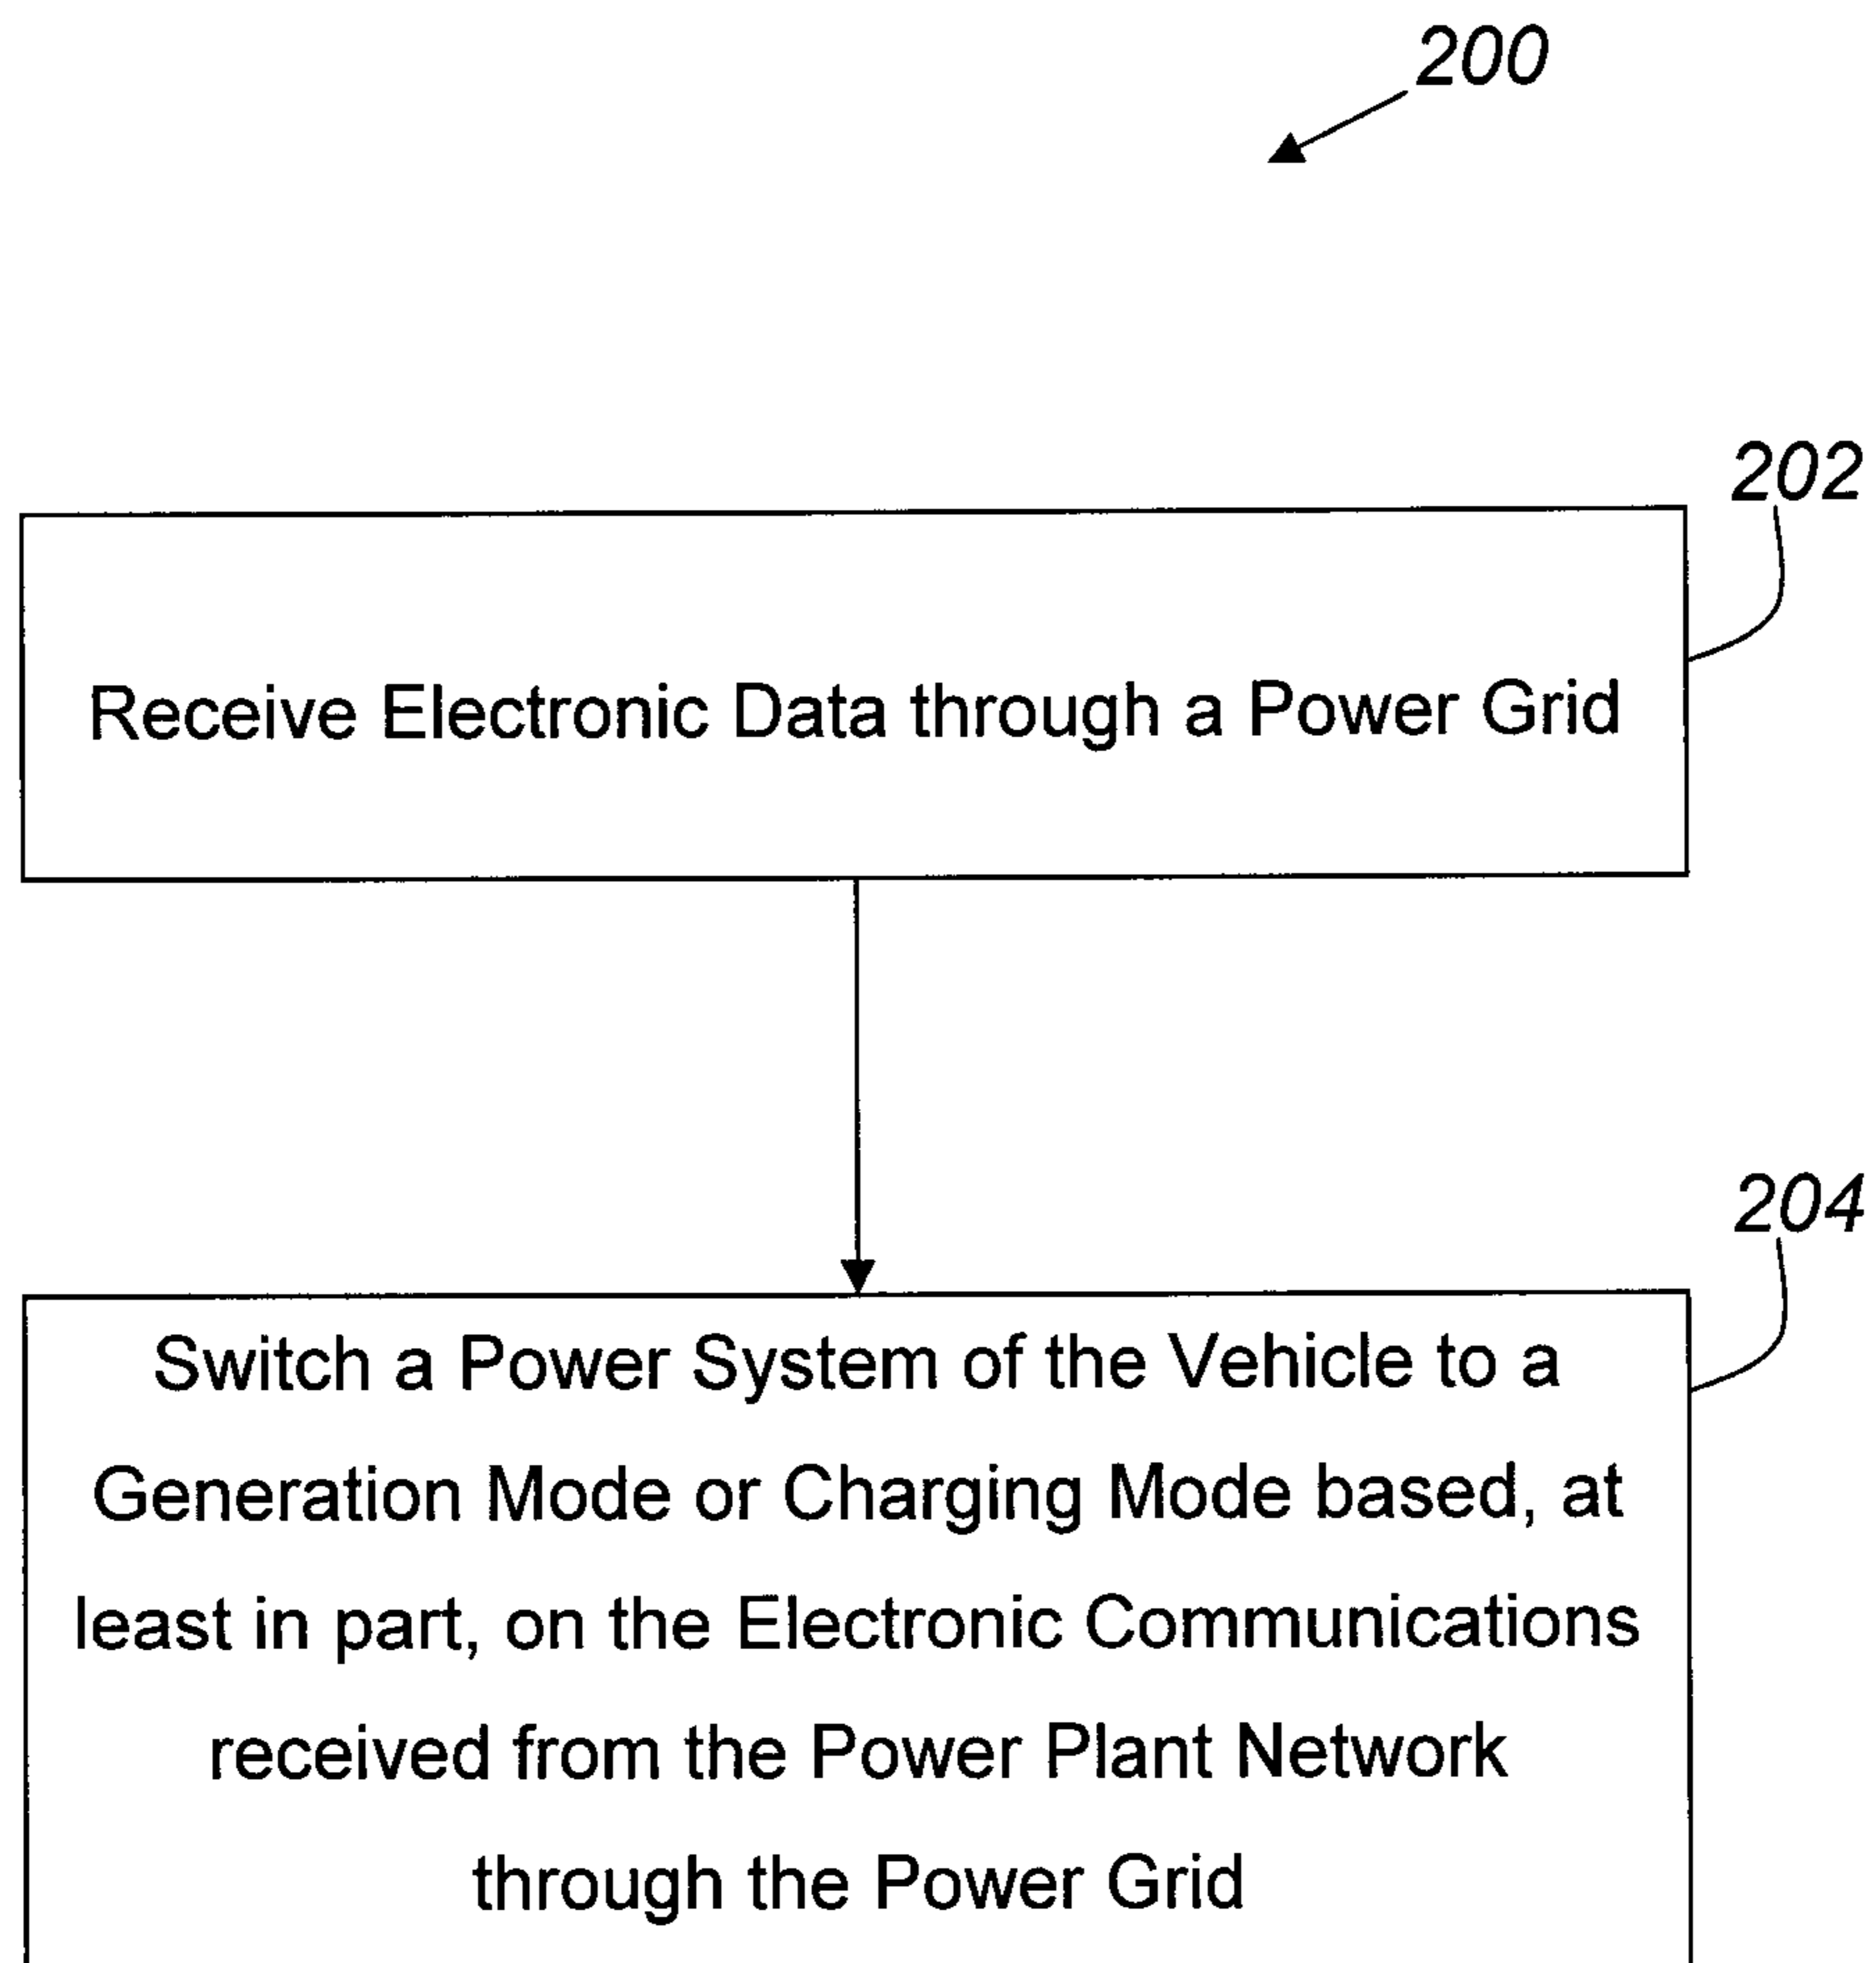 200
202
Receive Electronic Data through a Power Grid
204
Switch a Power System of the Vehicle to a
Generation Mode or Charging Mode based, at
least in part, on the Electronic Communications
received from the Power Plant Network
through the Power Grid